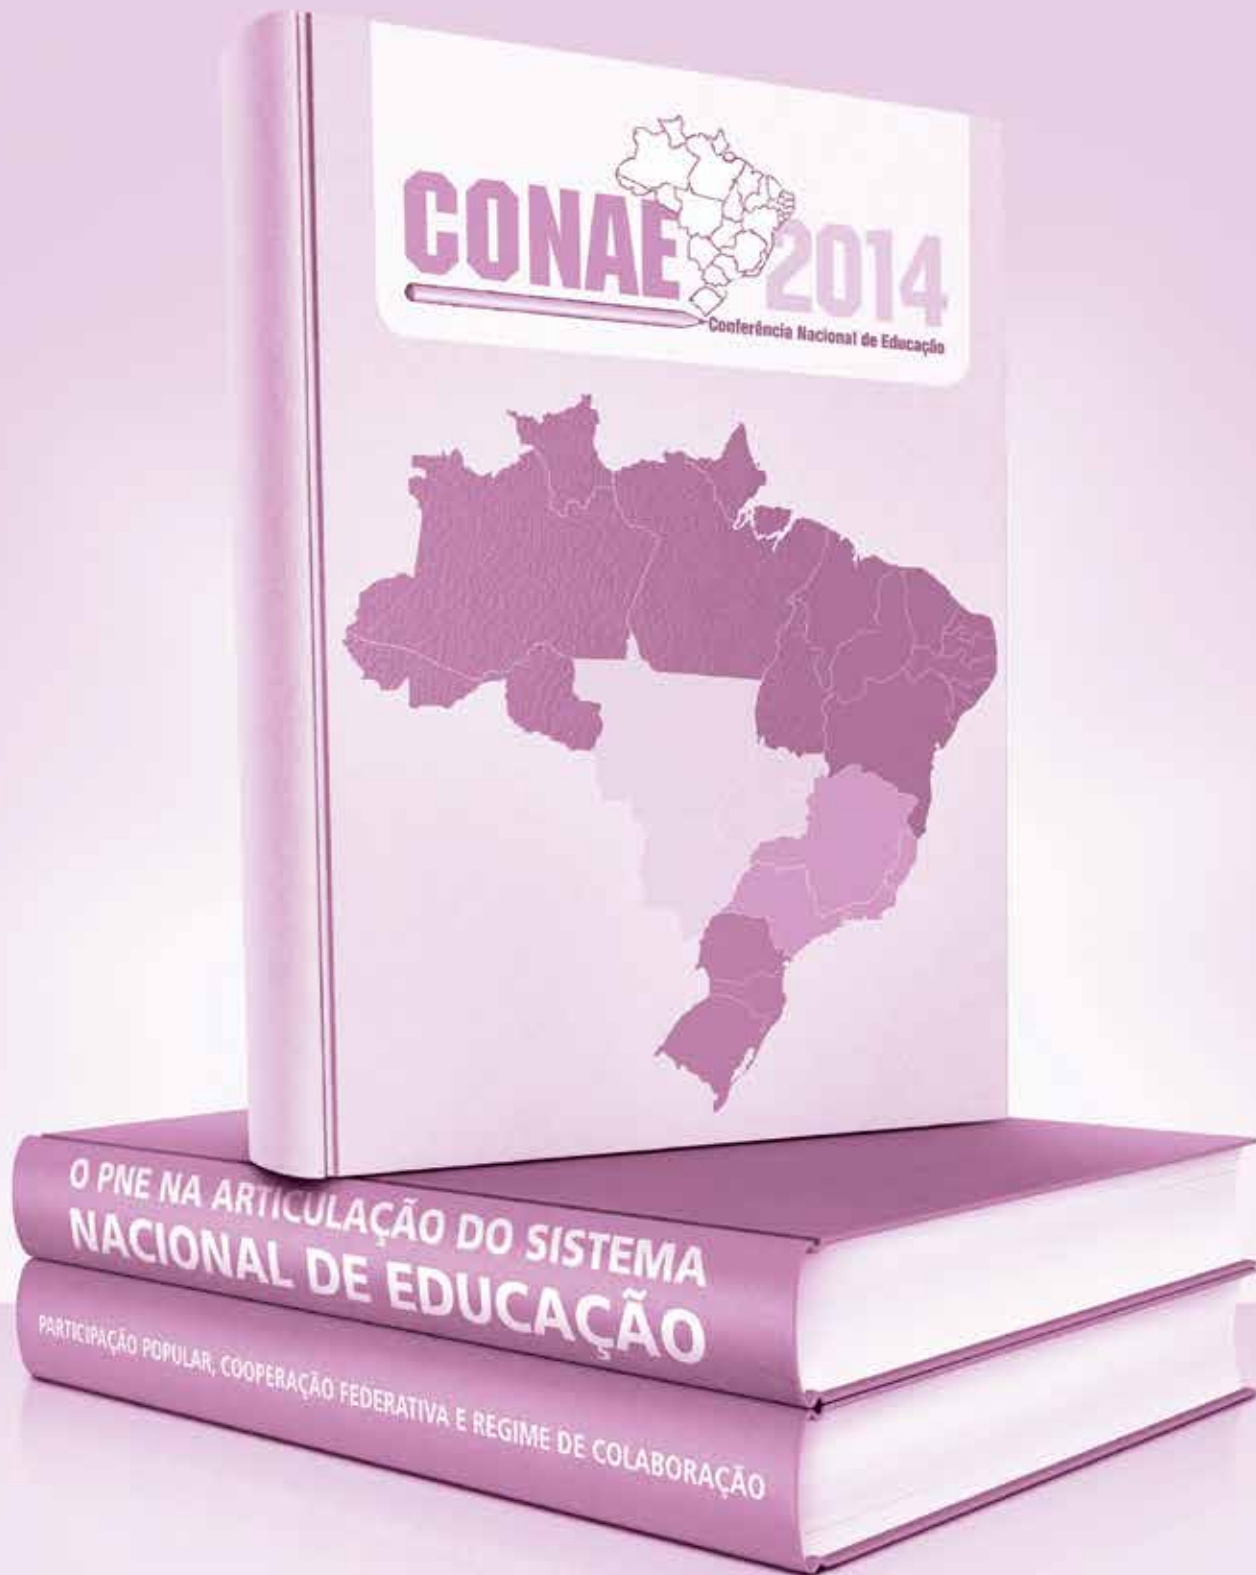 CONAE 2014
Conferência Nacional de Educação
O PNE NA ARTICULAÇÃO DO SISTEMA
NACIONAL DE EDUCAÇÃO
PARTICIPAÇÃO POPULAR, COOPERAÇÃO FEDERATIVA E REGIME DE COLABORAÇÃO